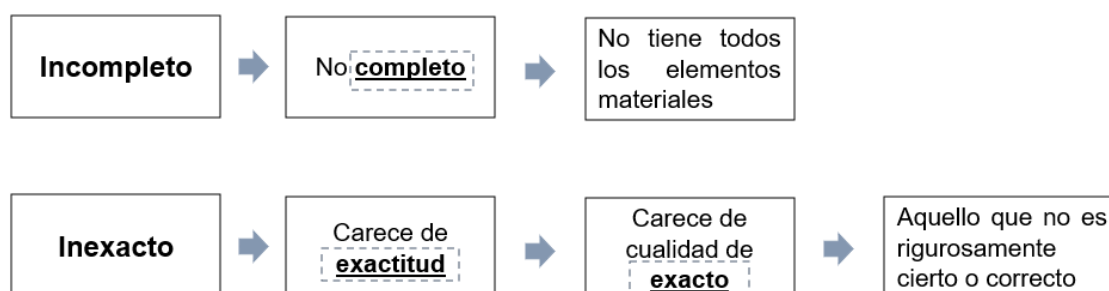 Incompleto
No completo
No tiene todos
los elementos
materiales
Inexacto
Carece de
exactitud
Carece de
cualidad de
exacto
Aquello que no es
rigurosamente
cierto o correcto